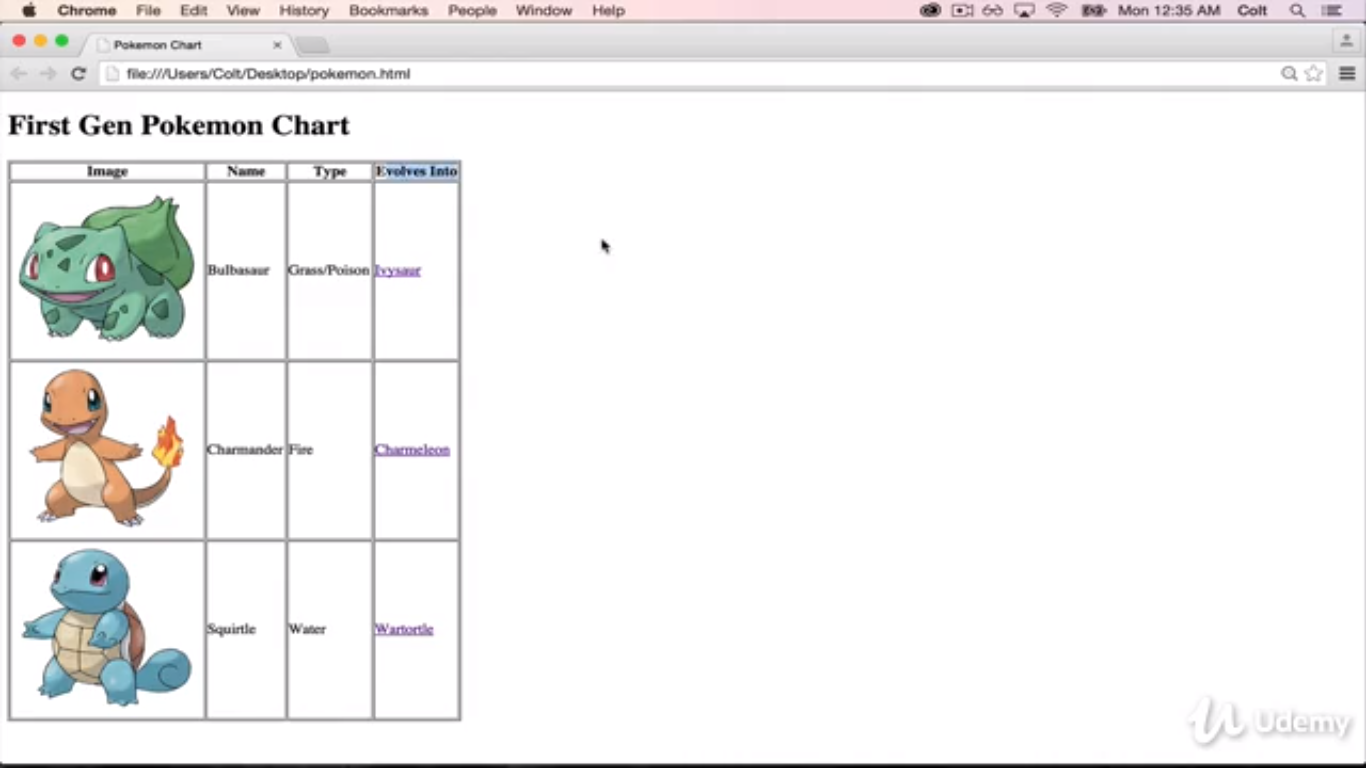 Chrome File Edit View History Bookmarks People Window Help Mon 12:35 AM Colt
Pokemon Chart
file:///Users/Colt/Desktop/pokemon.html
First Gen Pokemon Chart
Image Name Type Evolves Into
Bulbasaur Grass/Poison Ivysaur
Charmander Fire Charmeleon
Squirtle Water Wartortle
Udemy